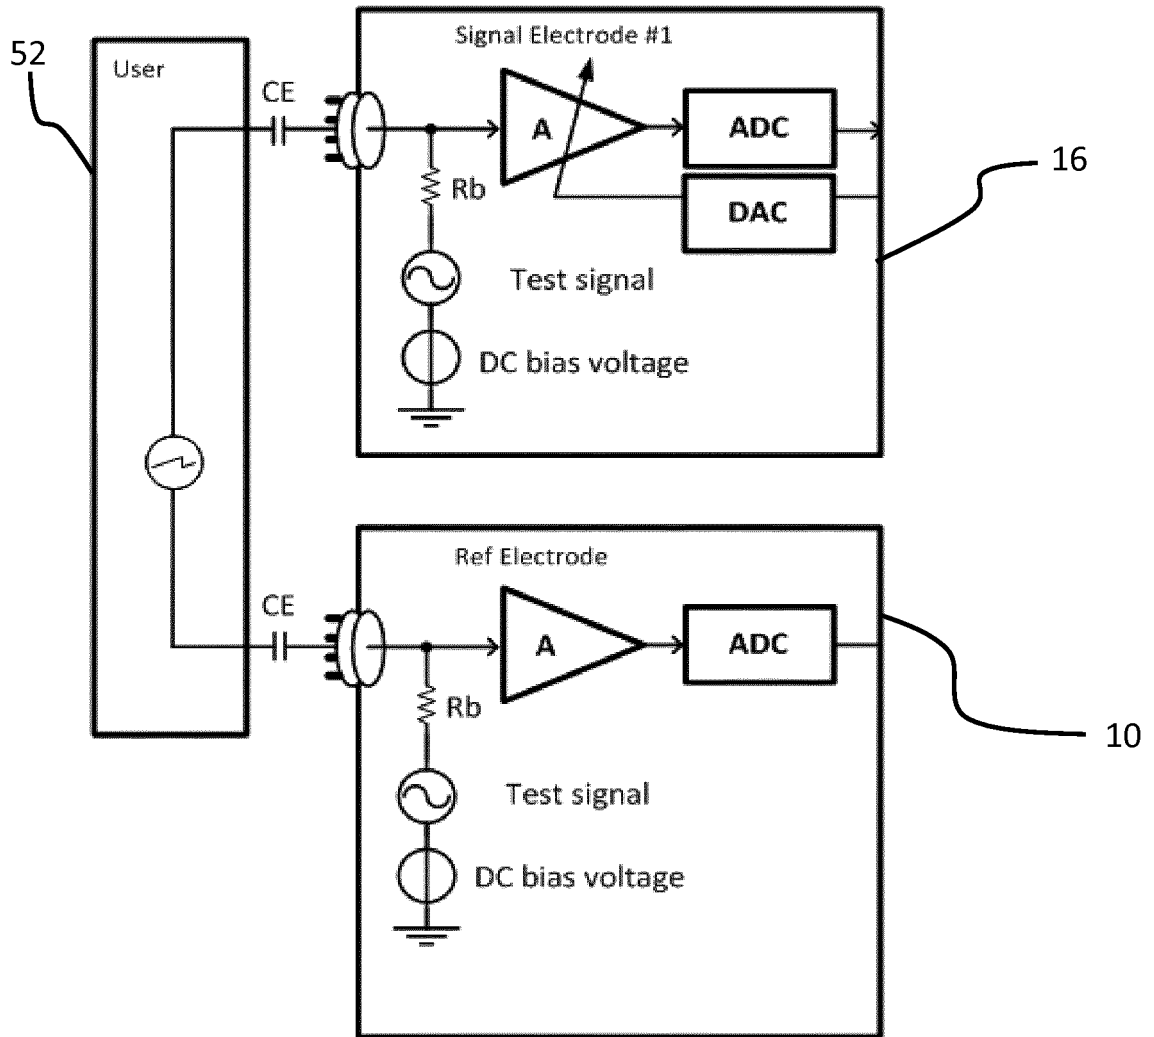 52
User
CE
Signal Electrode #1
A
ADC
DAC
16
Rb
Test signal
DC bias voltage
Ref Electrode
CE
A
ADC
10
Rb
Test signal
DC bias voltage